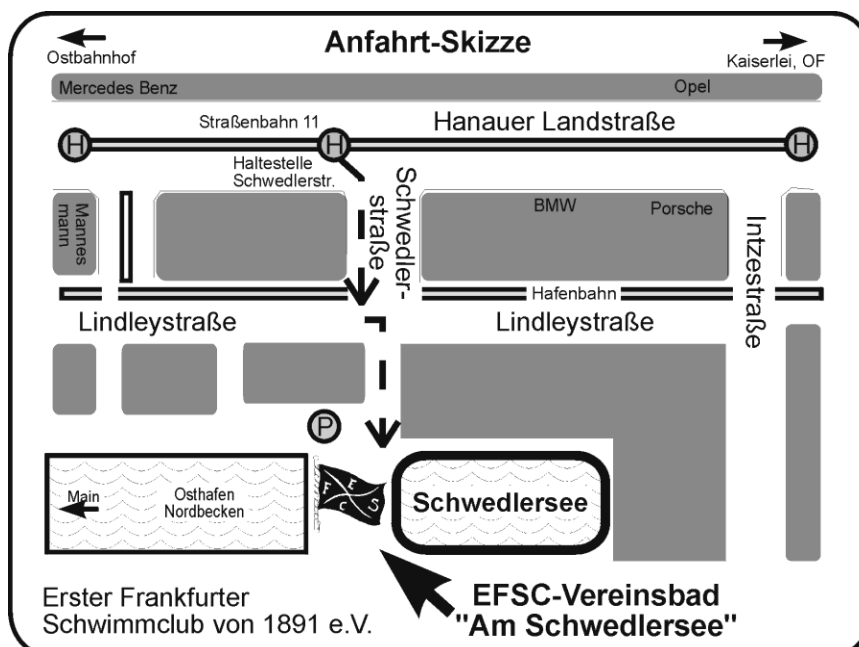 Anfahrt-Skizze
Ostbahnhof
Kaiserlei, OF
Mercedes Benz
Opel
Straßenbahn 11
Hanauer Landstraße
H
H
H
Haltestelle
Schwedlerstr.
Schwedler-
straße
Mannes
mann
BMW
Porsche
Intzestraße
Hafenbahn
Lindleystraße
Lindleystraße
P
Main
Osthafen
Nordbecken
E
F
S
C
Schwedlersee
Erster Frankfurter
Schwimmclub von 1891 e.V.
EFSC-Vereinsbad
"Am Schwedlersee"